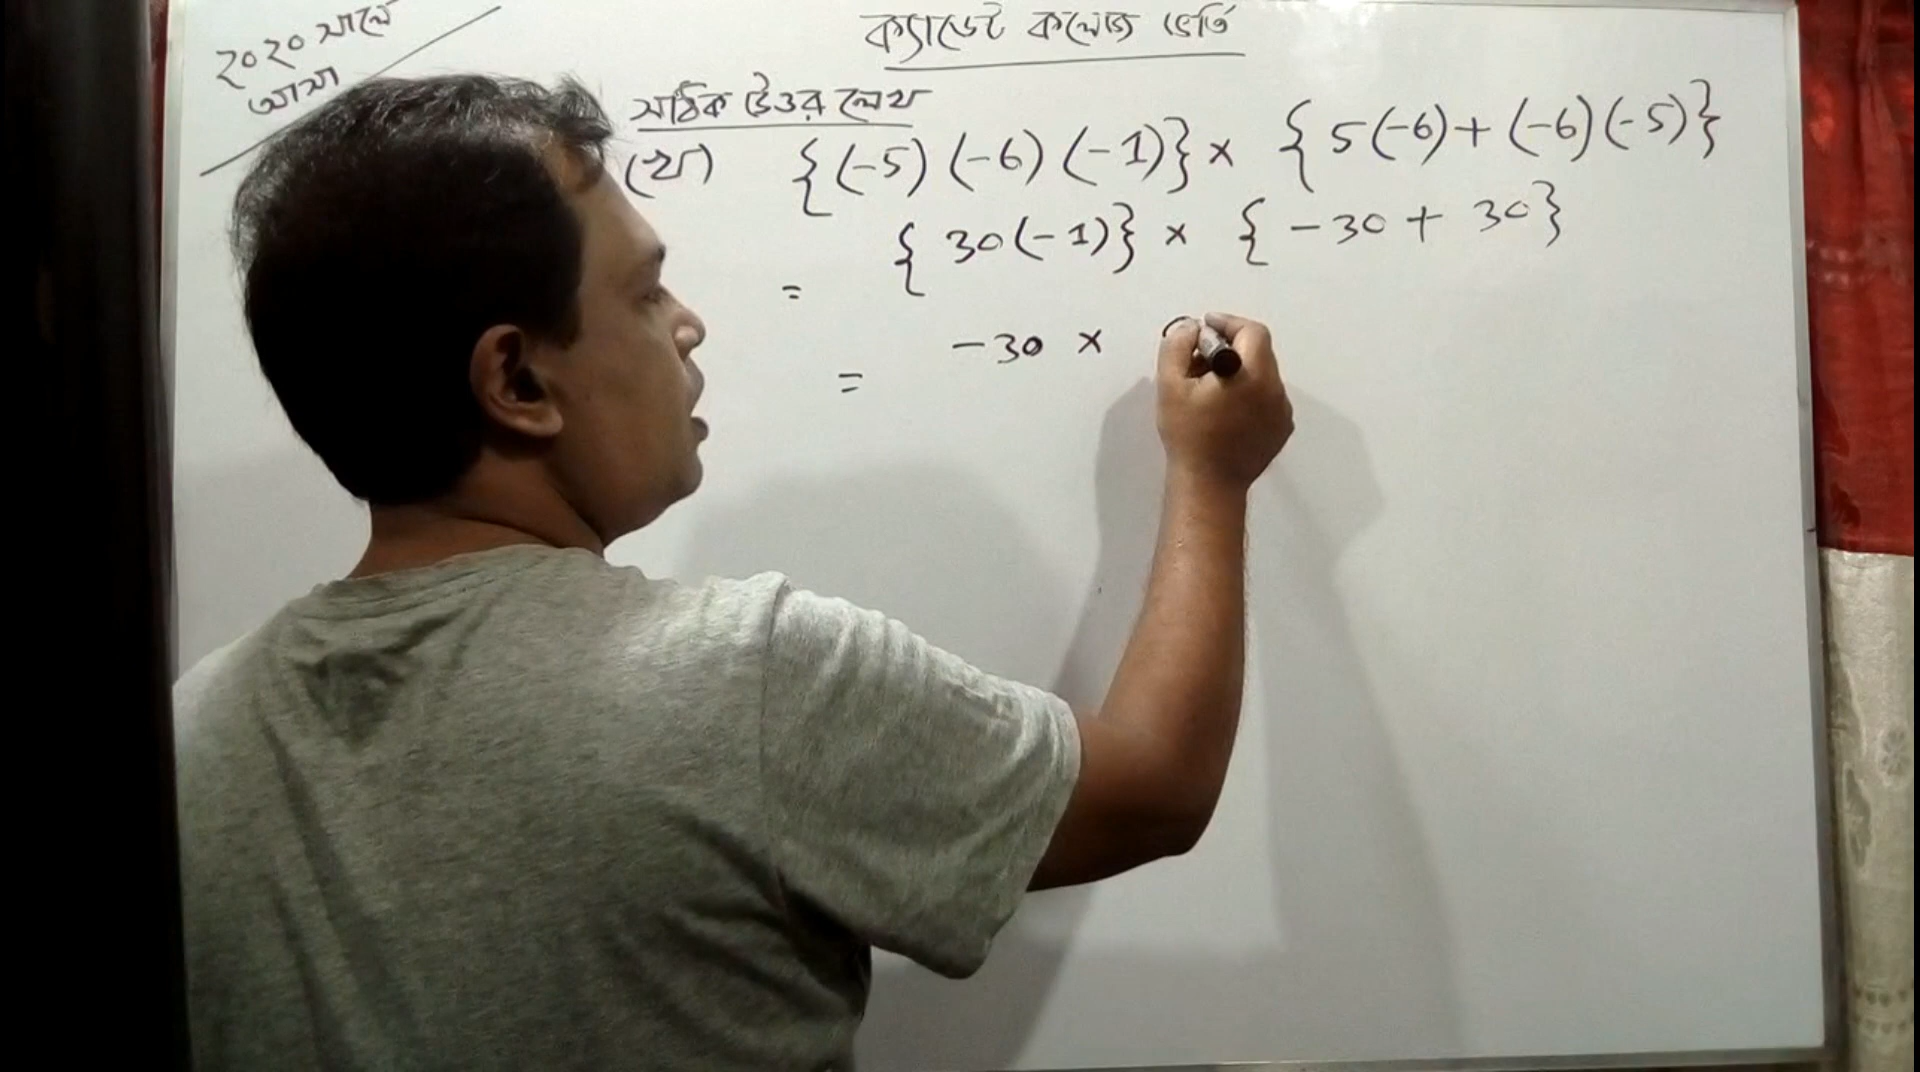 ২০২০ সালে
আসা
ক্যাডেট কলেজ ভর্তি
সঠিক উত্তর লেখ
(খ) {(-5) (-6) (-1)} × { 5(-6) + (-6) (-5)}
= { 30(-1)} × { -30 + 30}
= -30 ×